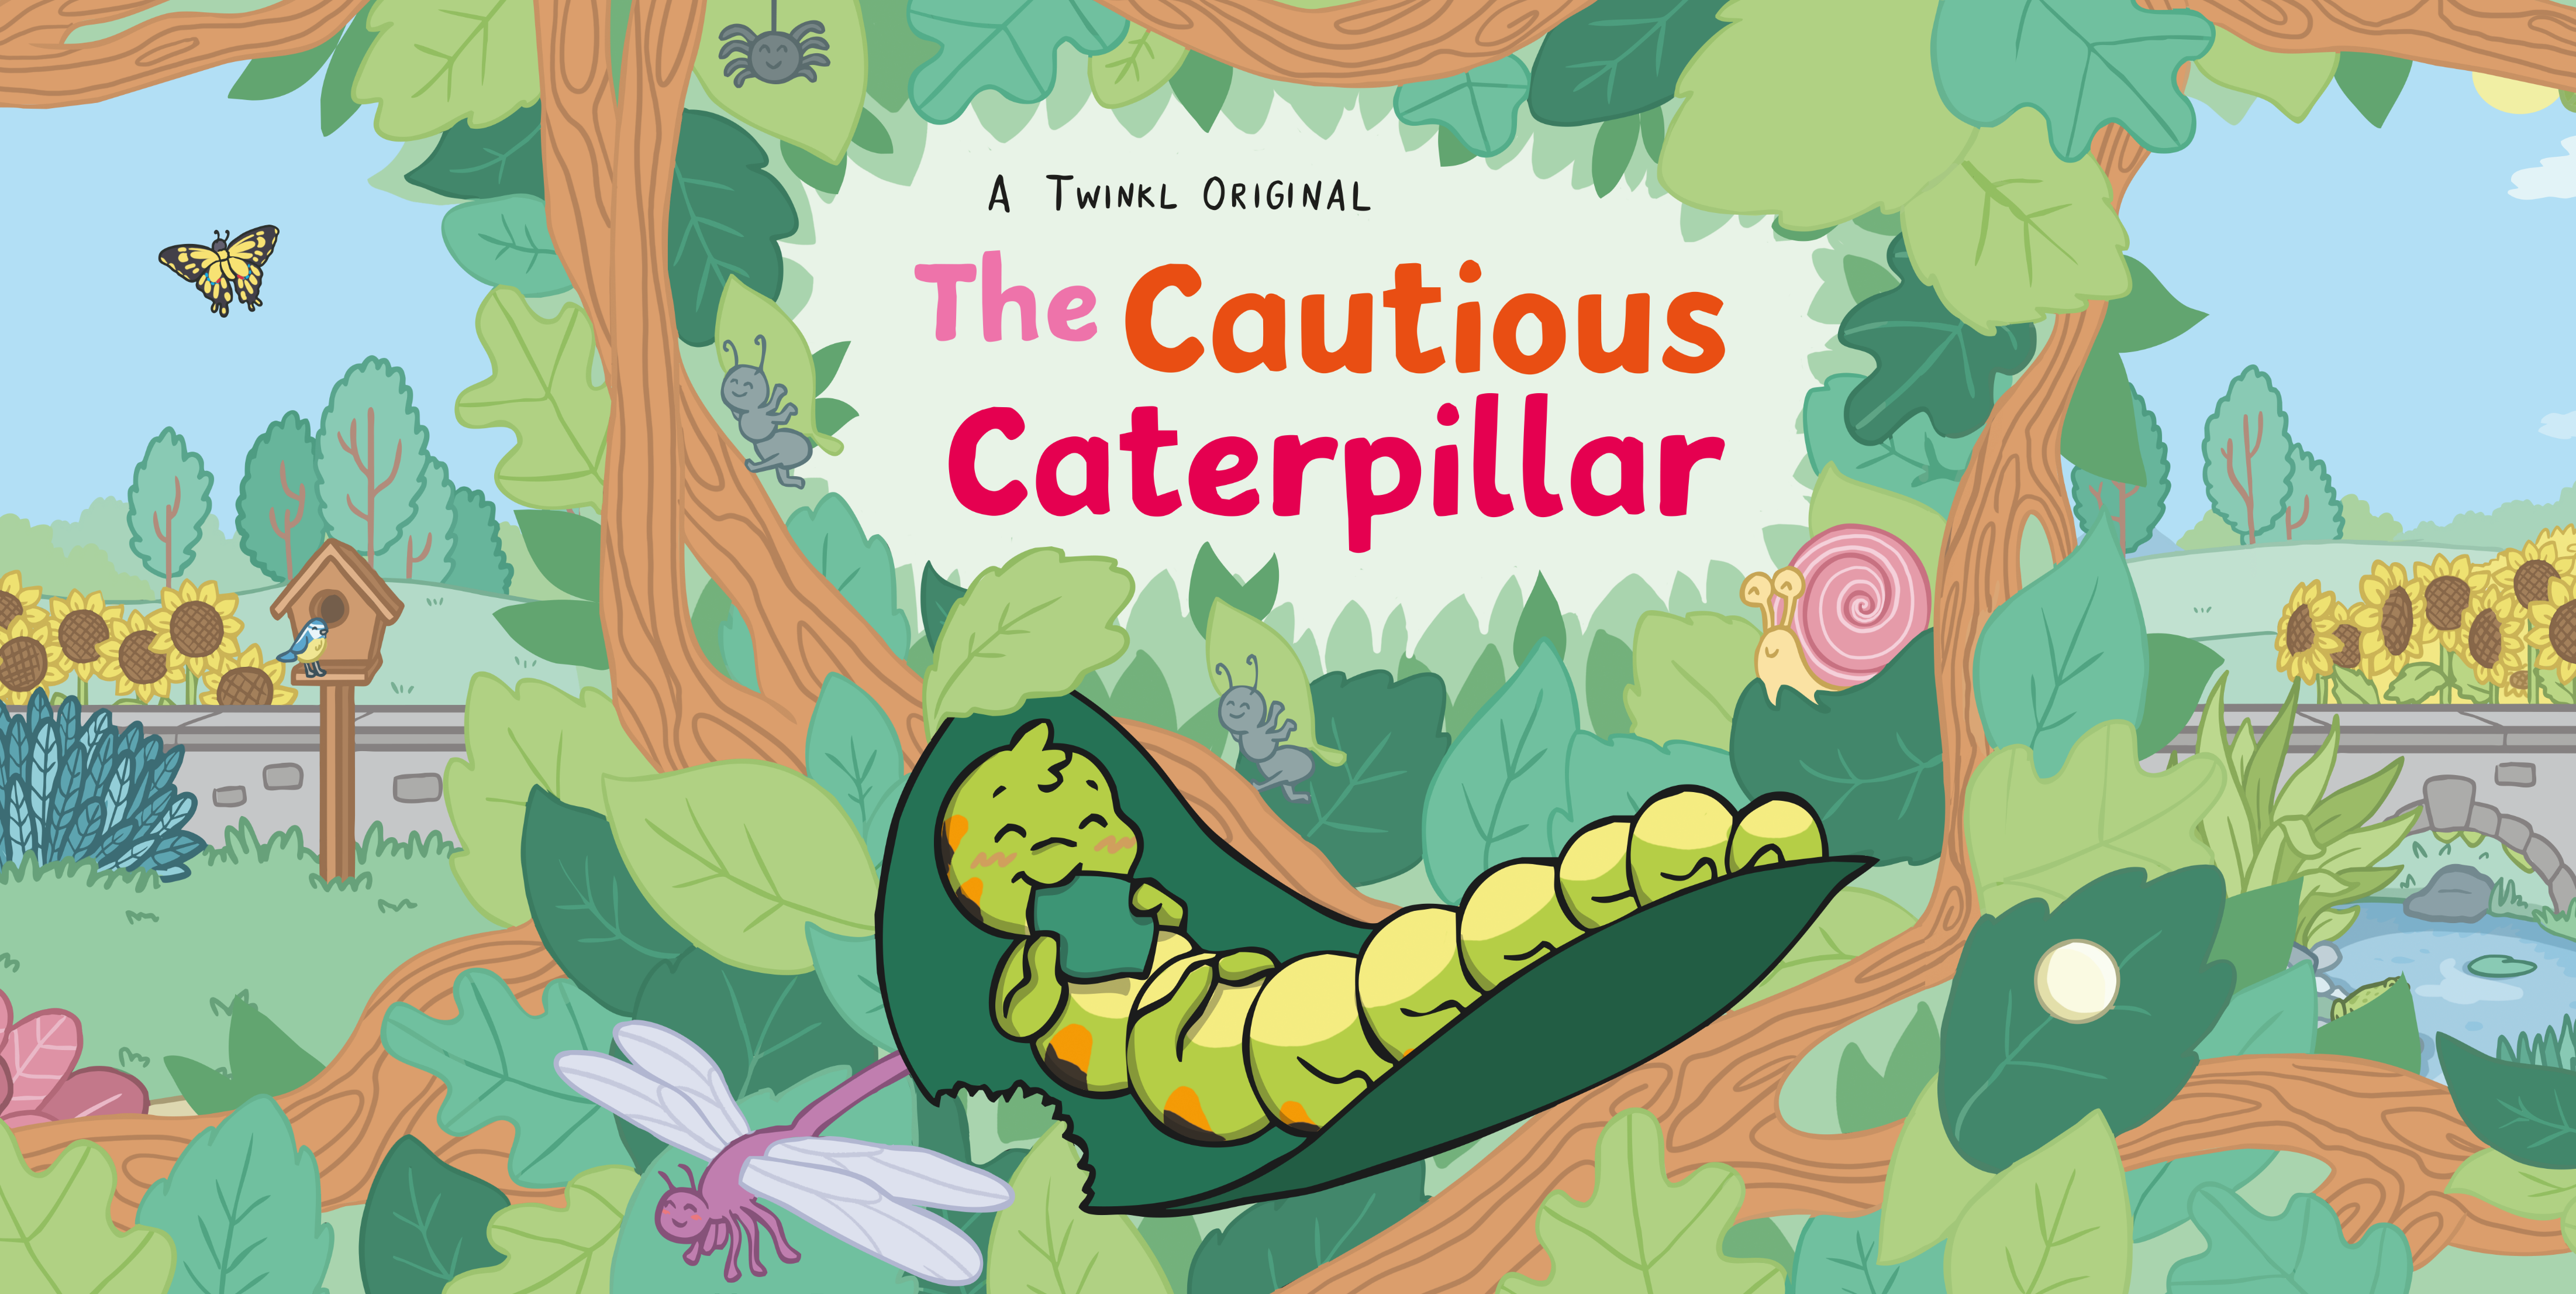 A TWINKL ORIGINAL
The Cautious
Caterpillar